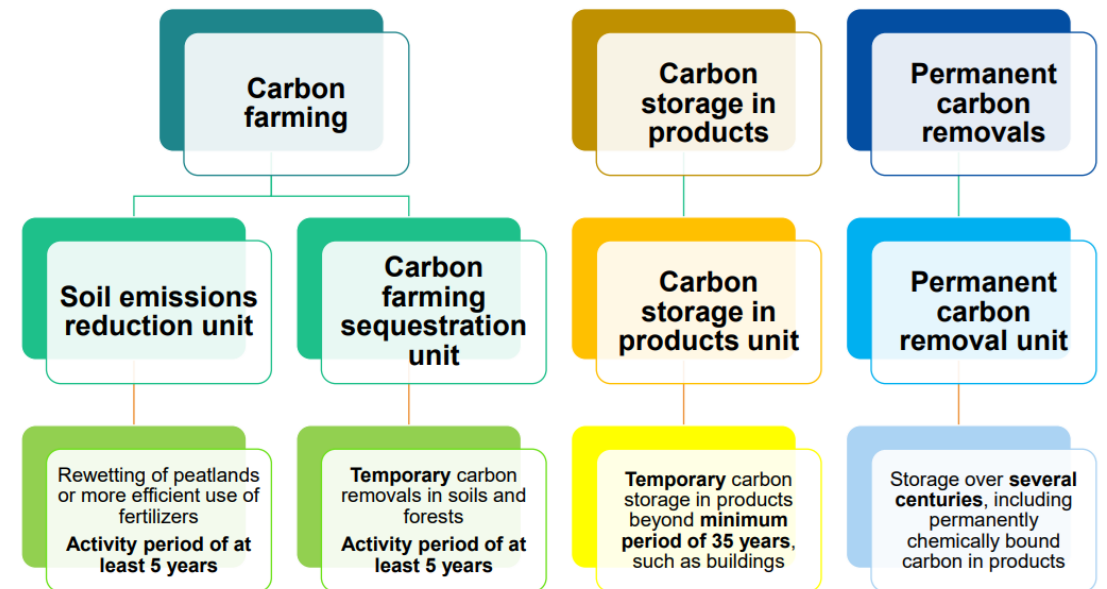 Carbon
farming
Carbon
storage in
products
Permanent
carbon
removals
Soil emissions
reduction unit
Carbon
farming
sequestration
unit
Carbon
storage in
products unit
Permanent
carbon
removal unit
Rewetting of peatlands
or more efficient use of
fertilizers
Activity period of at
least 5 years
Temporary carbon
removals in soils and
forests
Activity period of at
least 5 years
Temporary carbon
storage in products
beyond minimum
period of 35 years,
such as buildings
Storage over several
centuries, including
permanently
chemically bound
carbon in products